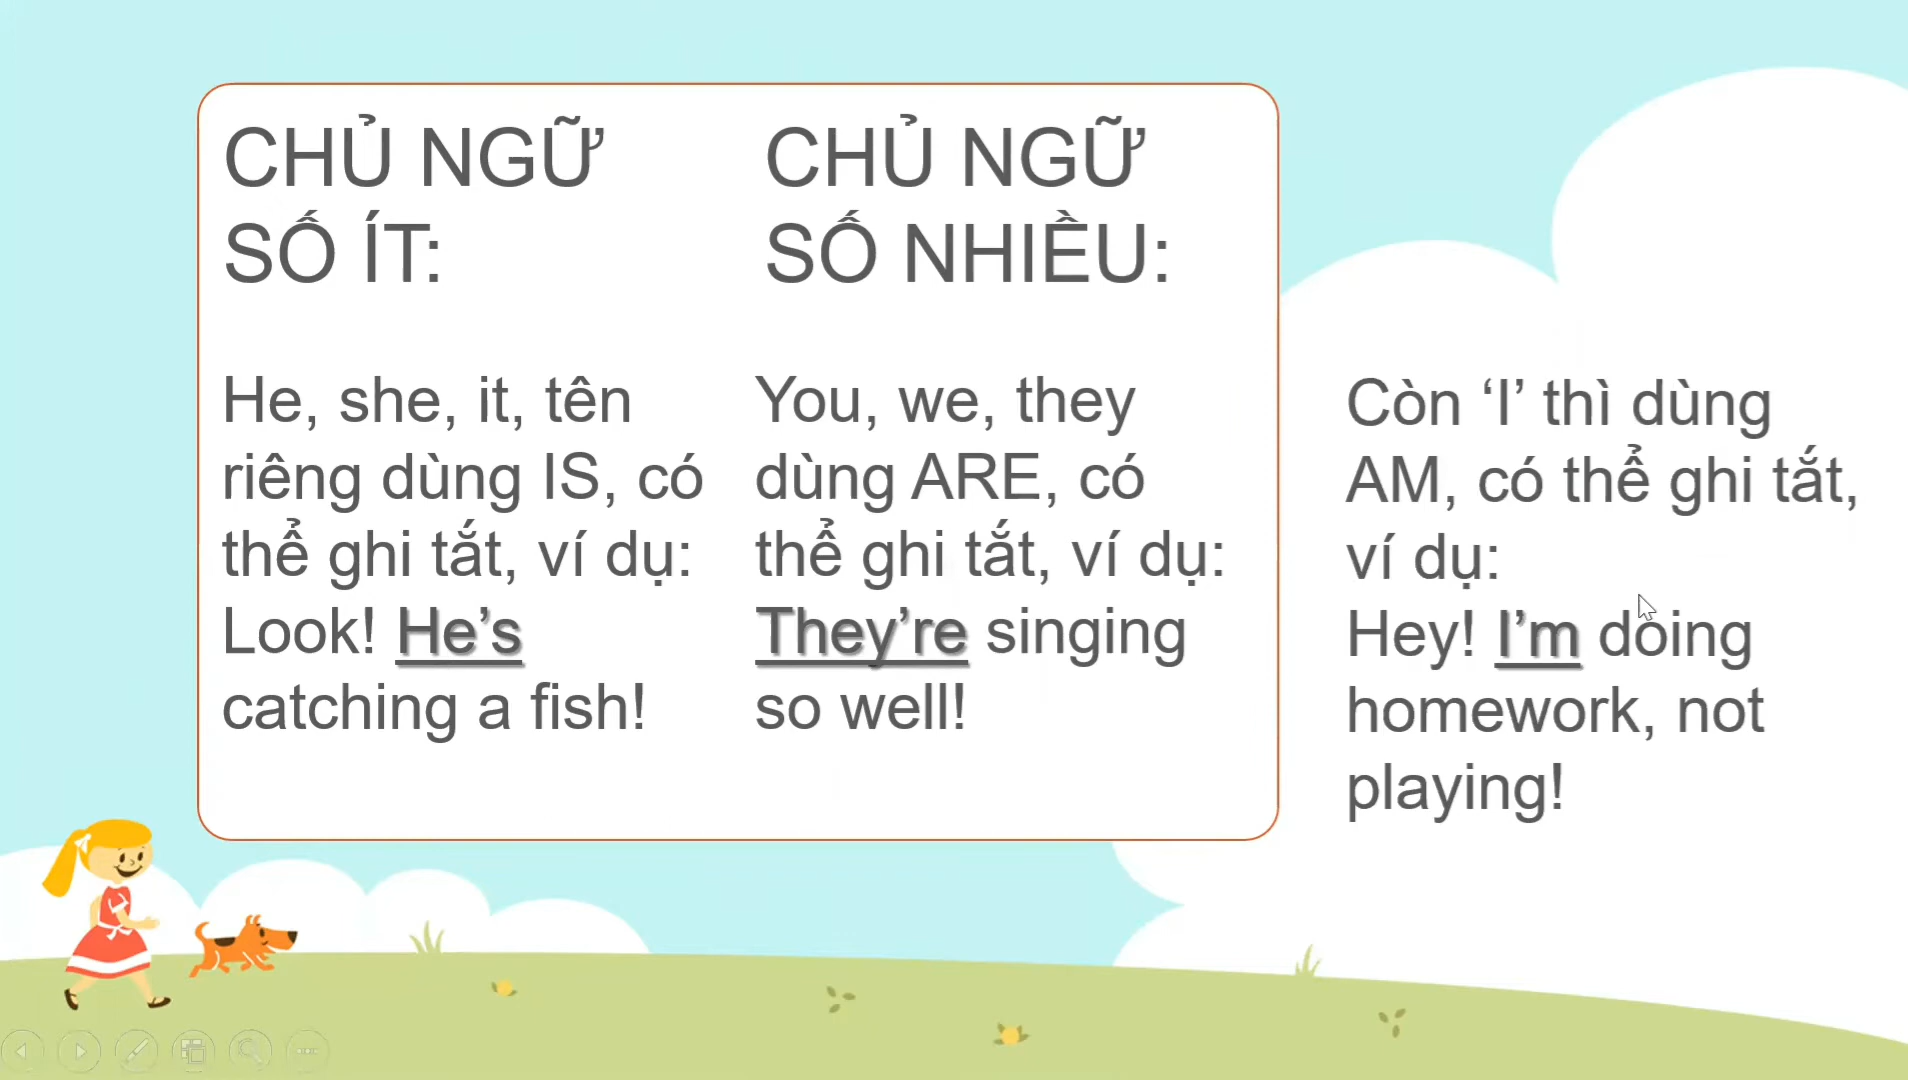 CHỦ NGỮ
SỐ ÍT:
He, she, it, tên
riêng dùng IS, có
thể ghi tắt, ví dụ:
Look! He’s
catching a fish!
CHỦ NGỮ
SỐ NHIỀU:
You, we, they
dùng ARE, có
thể ghi tắt, ví dụ:
They’re singing
so well!
Còn ‘I’ thì dùng
AM, có thể ghi tắt,
ví dụ:
Hey! I’m doing
homework, not
playing!